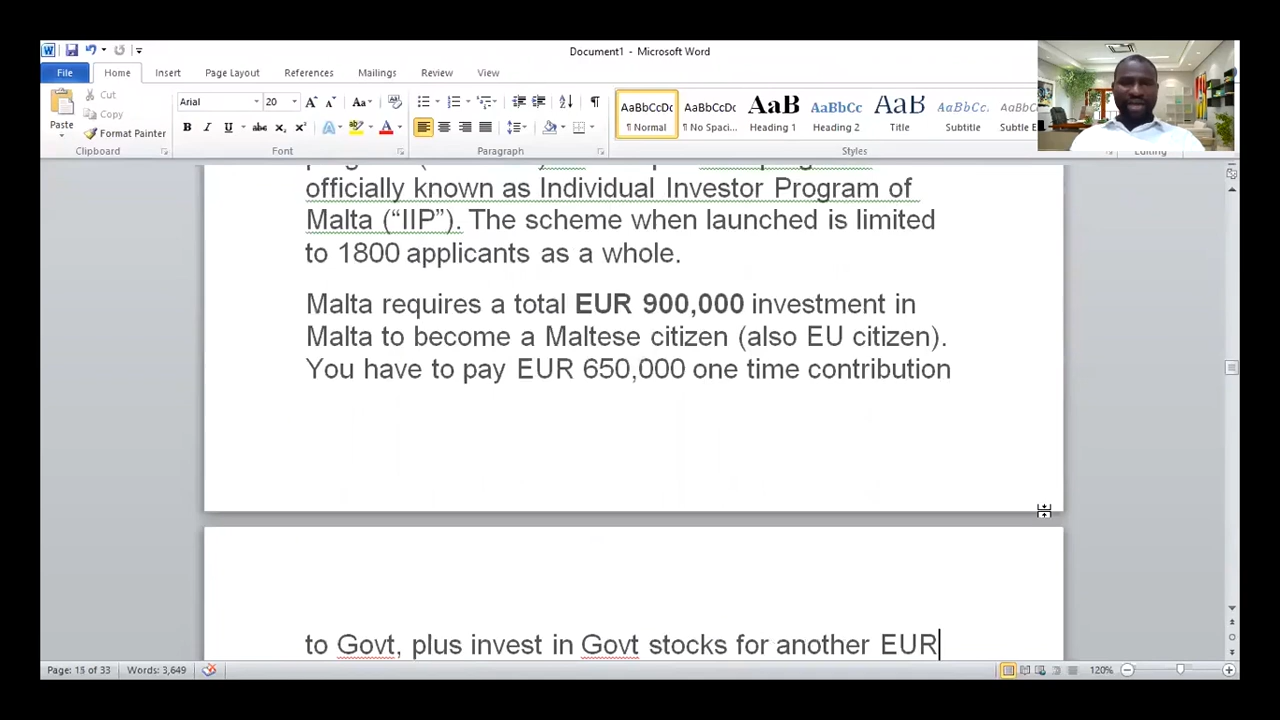 Document1 - Microsoft Word
File Home Insert Page Layout References Mailings Review View
Cut
Copy
Paste
Format Painter
Clipboard
Arial 20
Font
Paragraph
AaBbCcDc AaBbCcDc AaB AaBbCc AaB AaBbCc. AaBbC
¶ Normal ¶ No Spaci... Heading 1 Heading 2 Title Subtitle Subtle E
Styles
Editing
officially known as Individual Investor Program of
Malta (“IIP”). The scheme when launched is limited
to 1800 applicants as a whole.
Malta requires a total EUR 900,000 investment in
Malta to become a Maltese citizen (also EU citizen).
You have to pay EUR 650,000 one time contribution
to Govt, plus invest in Govt stocks for another EUR
Page: 15 of 33 Words: 3,649 120%